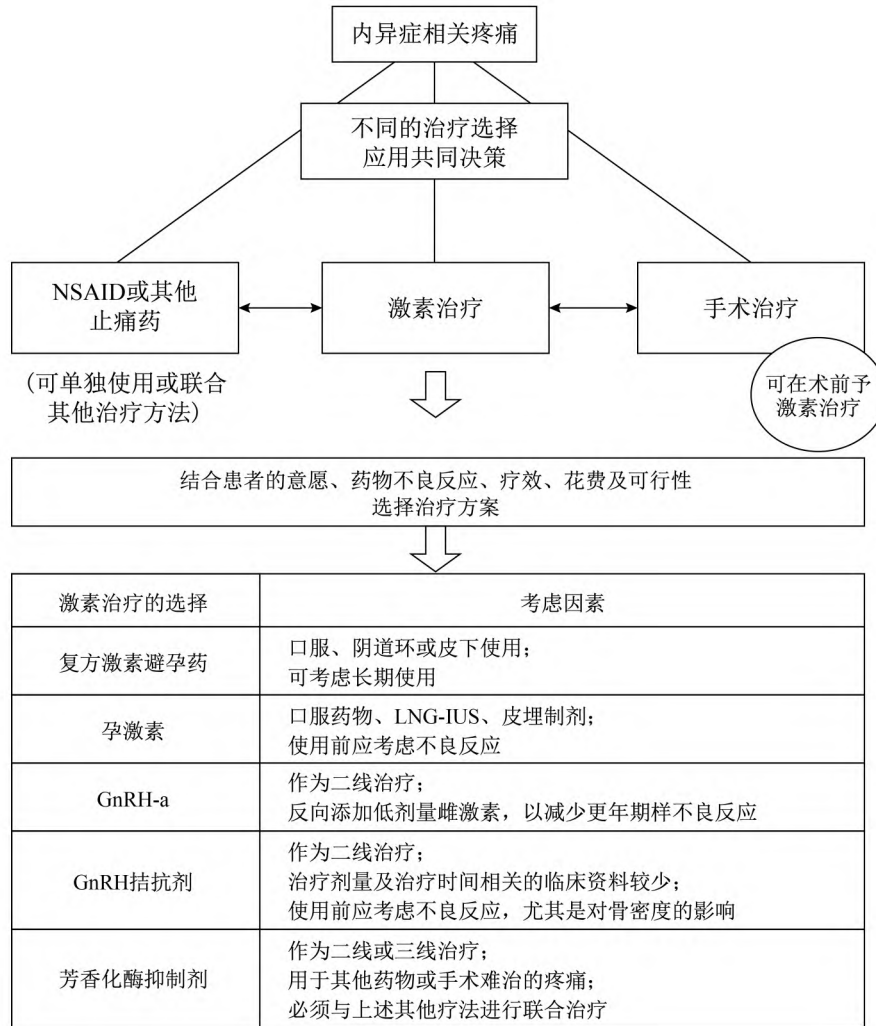 内异症相关疼痛
不同的治疗选择
应用共同决策
NSAID或其他
止痛药
激素治疗
手术治疗
(可单独使用或联合
其他治疗方法)
可在术前予
激素治疗
结合患者的意愿、药物不良反应、疗效、花费及可行性
选择治疗方案
激素治疗的选择
考虑因素
复方激素避孕药
口服、阴道环或皮下使用；
可考虑长期使用
孕激素
口服药物、LNG-IUS、皮埋制剂；
使用前应考虑不良反应
GnRH-a
作为二线治疗；
反向添加低剂量雌激素，以减少更年期样不良反应
GnRH拮抗剂
作为二线治疗；
治疗剂量及治疗时间相关的临床资料较少；
使用前应考虑不良反应，尤其是对骨密度的影响
芳香化酶抑制剂
作为二线或三线治疗；
用于其他药物或手术难治的疼痛；
必须与上述其他疗法进行联合治疗